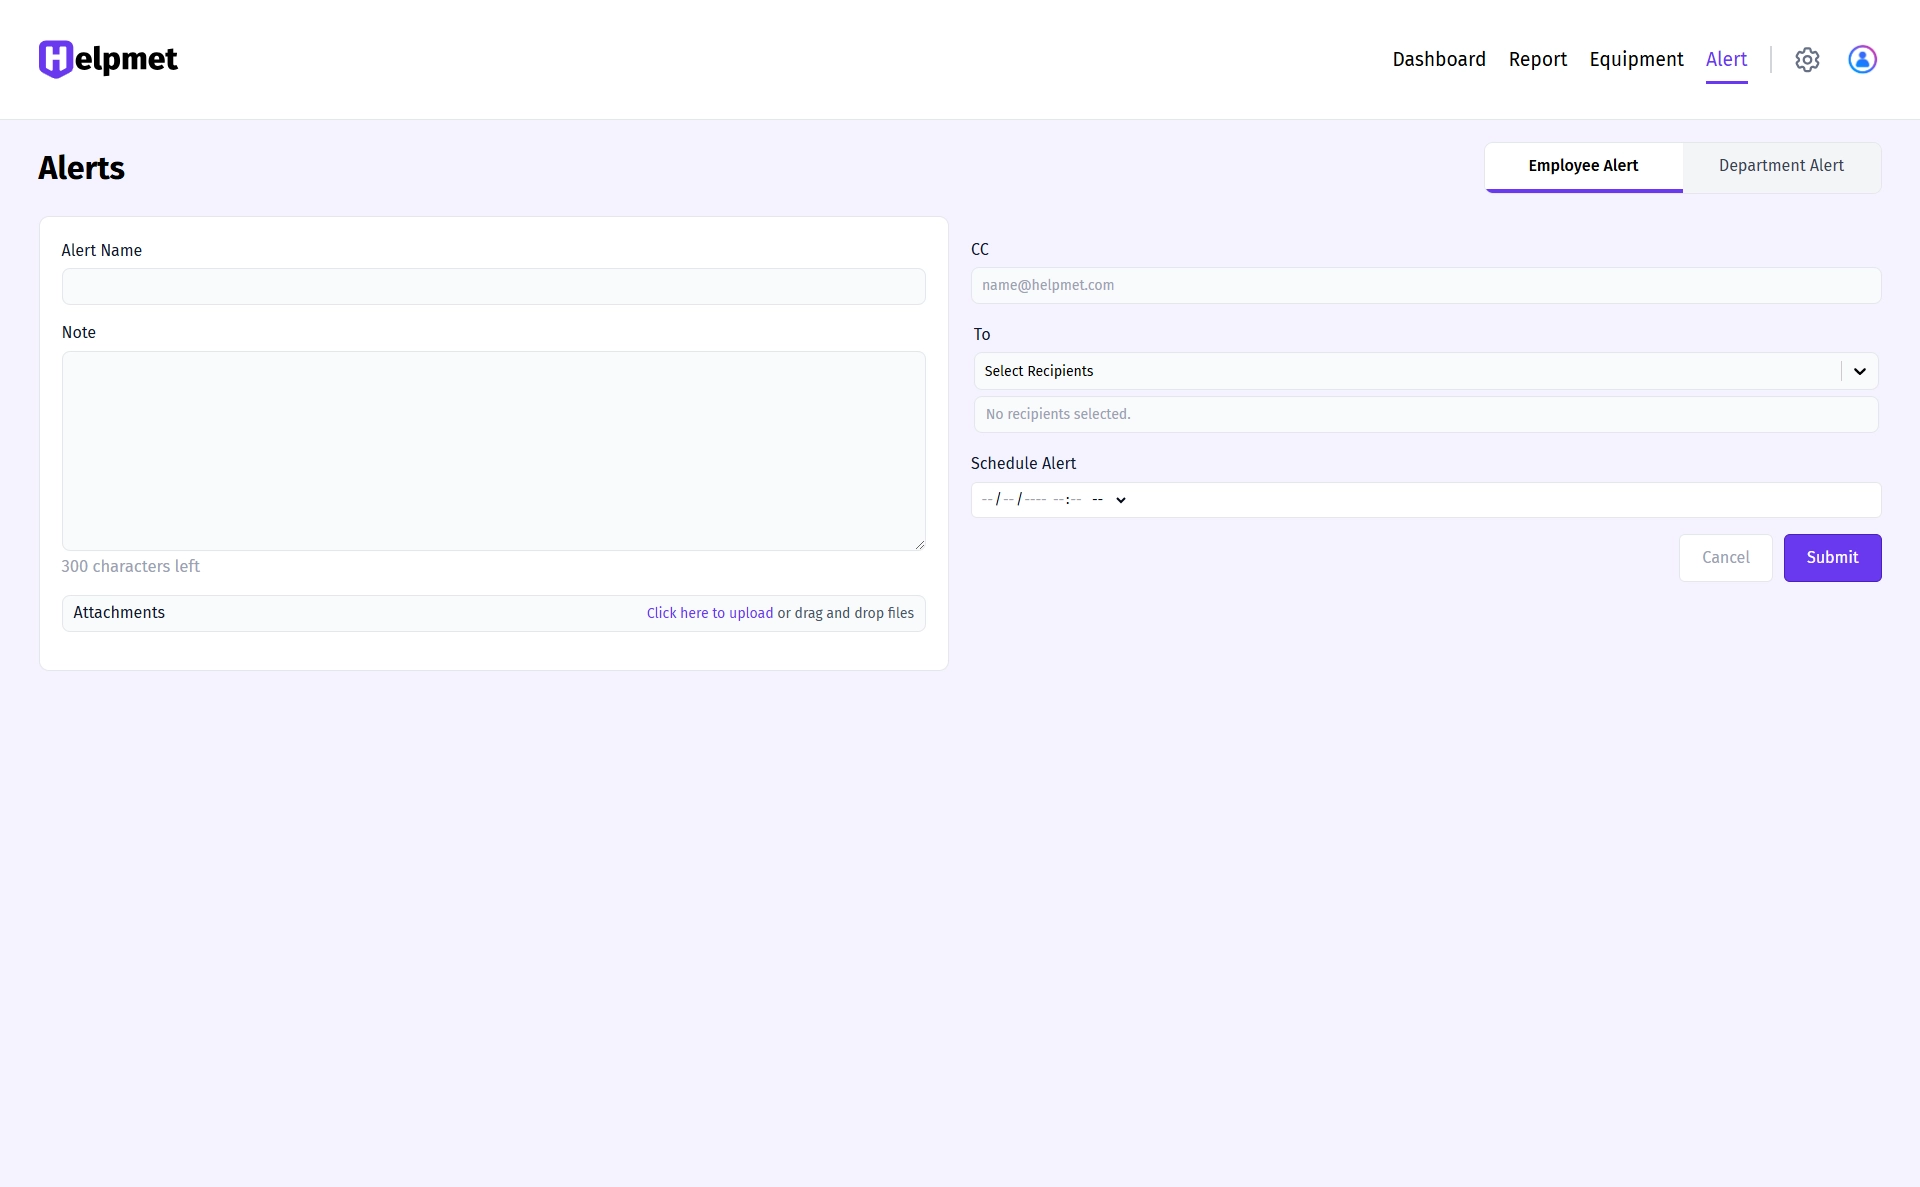 Helpmet
Dashboard
Report
Equipment
Alert
Alerts
Employee Alert
Department Alert
Alert Name
Note
300 characters left
Attachments
Click here to upload or drag and drop files
CC
name@helpmet.com
To
Select Recipients
No recipients selected.
Schedule Alert
--/--/---- --:-- --
Cancel
Submit